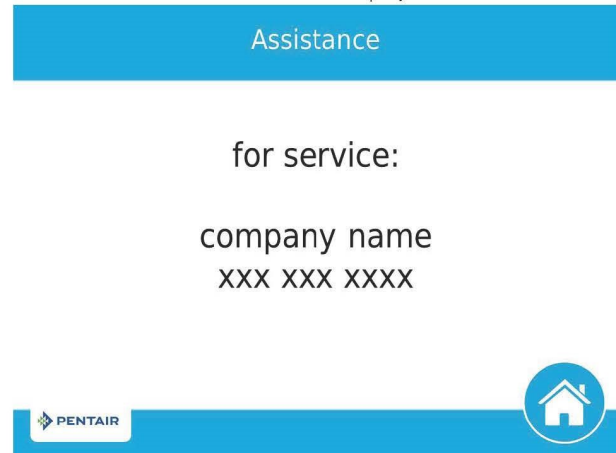 Assistance
for service:
company name
xxx xxx xxxx
PENTAIR